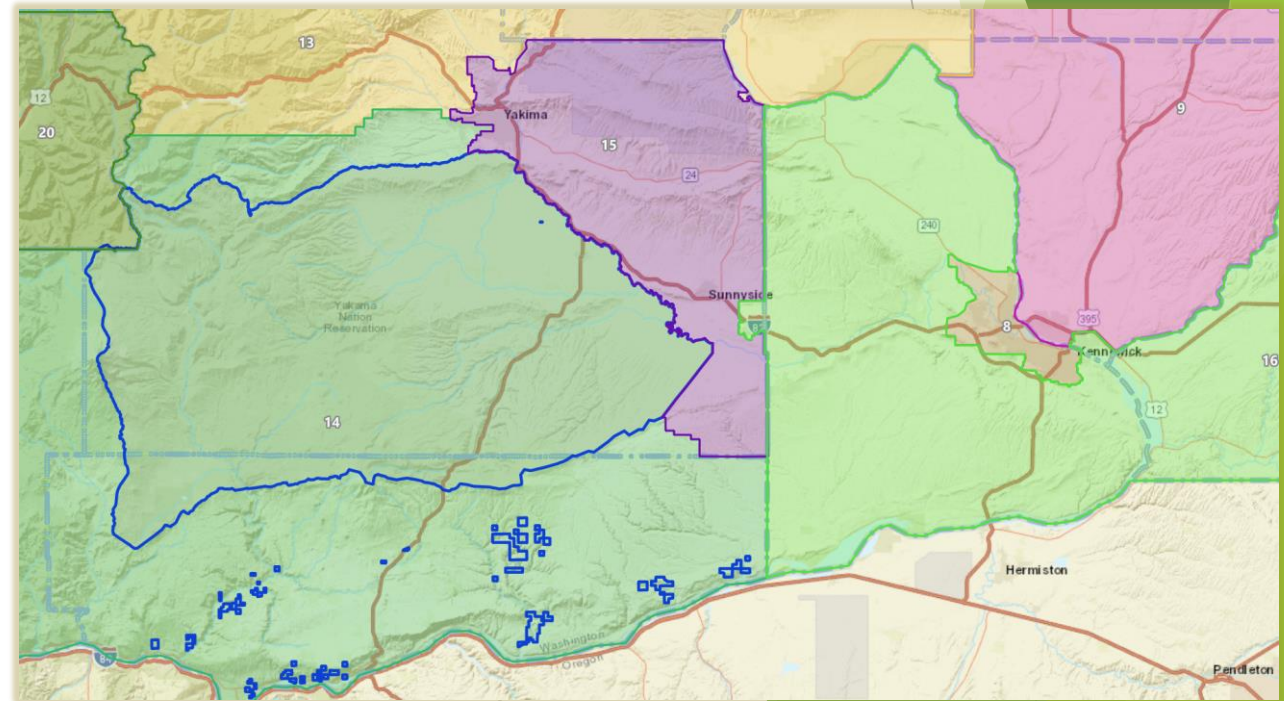 13
12
20
Yakima
15
9
24
240
Yakama
Nation
Reservation
Sunnyside
82
8
395
Kennewick
16
12
14
Hermiston
Washington
Oregon
84
Pendleton